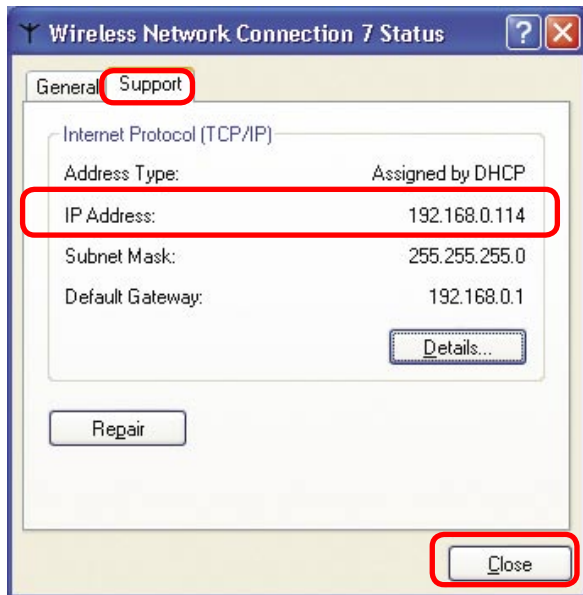 Wireless Network Connection 7 Status
General Support
Internet Protocol (TCP/IP)
Address Type: Assigned by DHCP
IP Address: 192.168.0.114
Subnet Mask: 255.255.255.0
Default Gateway: 192.168.0.1
Details...
Repair
Close